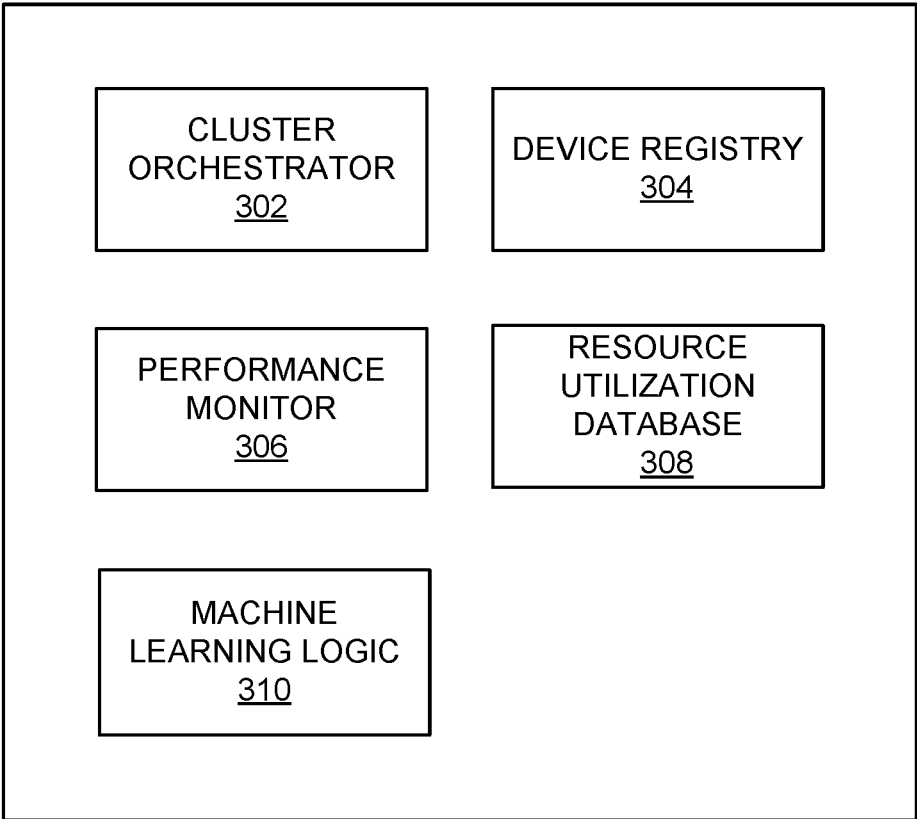 CLUSTER
ORCHESTRATOR
302
DEVICE REGISTRY
304
PERFORMANCE
MONITOR
306
RESOURCE
UTILIZATION
DATABASE
308
MACHINE
LEARNING LOGIC
310